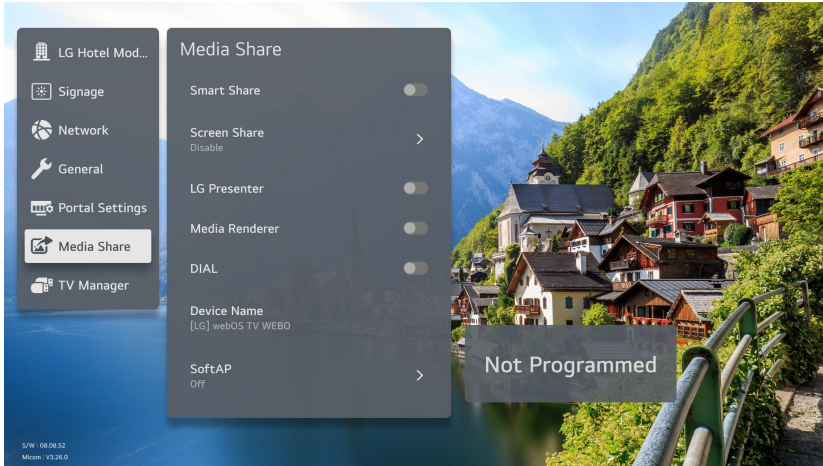 LG Hotel Mod...
Signage
Network
General
Portal Settings
Media Share
TV Manager
Media Share
Smart Share
Screen Share
Disable
LG Presenter
Media Renderer
DIAL
Device Name
[LG] webOS TV WEBO
SoftAP
Off
Not Programmed
S/W : 08.08.52
Micom : V3.26.0